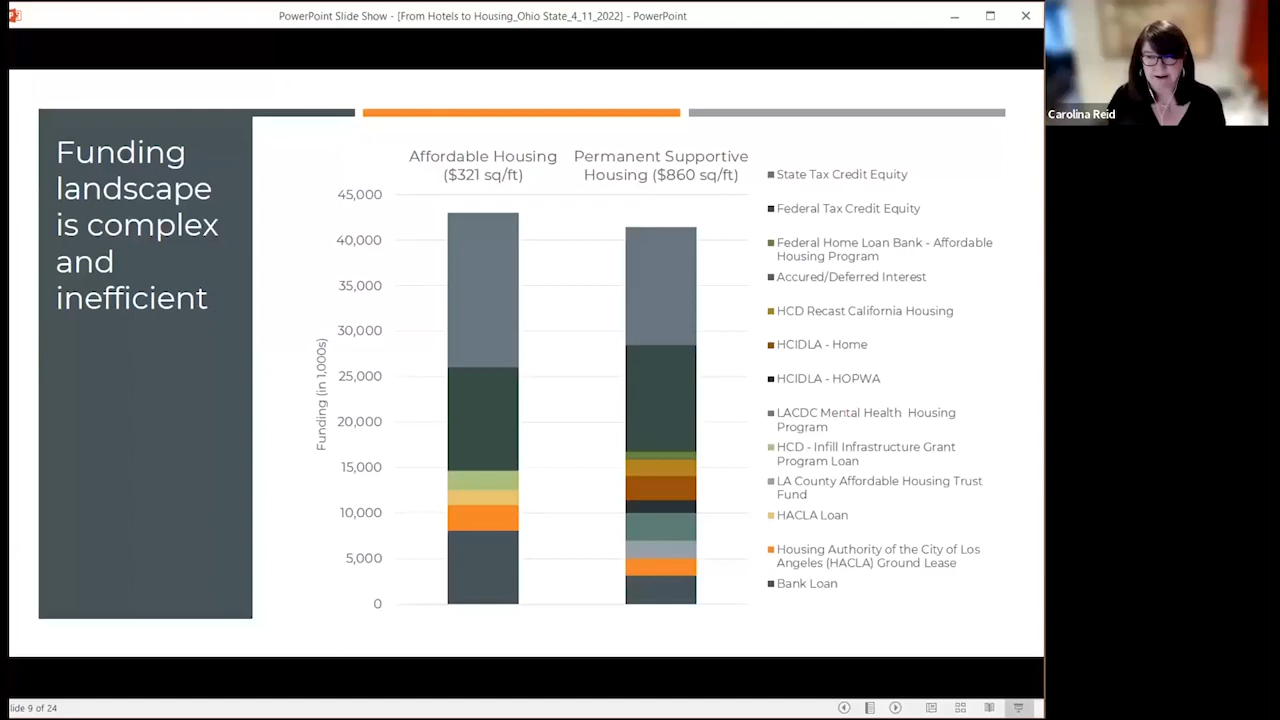 PowerPoint Slide Show - [From Hotels to Housing_Ohio State_4_11_2022] - PowerPoint
Carolina Reid
Funding
landscape
is complex
and
inefficient
Affordable Housing
($321 sq/ft)
Permanent Supportive
Housing ($860 sq/ft)
Funding (in 1,000s)
45,000
40,000
35,000
30,000
25,000
20,000
15,000
10,000
5,000
0
State Tax Credit Equity
Federal Tax Credit Equity
Federal Home Loan Bank - Affordable
Housing Program
Accured/Deferred Interest
HCD Recast California Housing
HCIDLA - Home
HCIDLA - HOPWA
LACDC Mental Health Housing
Program
HCD - Infill Infrastructure Grant
Program Loan
LA County Affordable Housing Trust
Fund
HACLA Loan
Housing Authority of the City of Los
Angeles (HACLA) Ground Lease
Bank Loan
lide 9 of 24